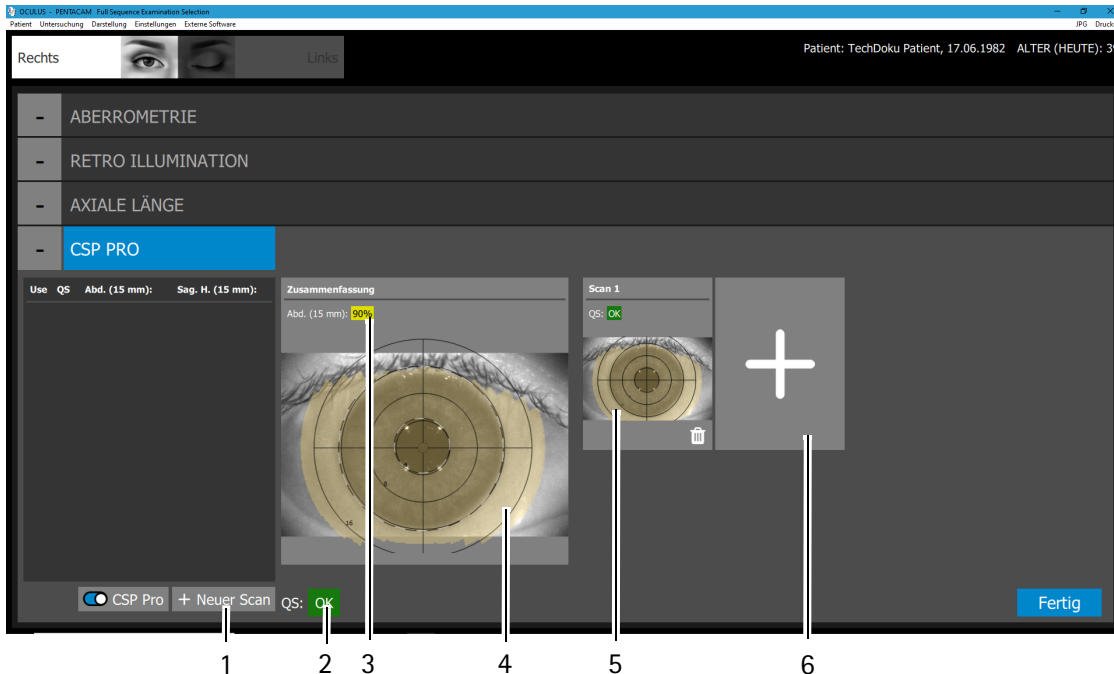 OCULUS - PENTACAM Full Sequence Examination Selection
Patient Untersuchung Darstellung Einstellungen Externe Software JPG Druck
Rechts Links
Patient: TechDoku Patient, 17.06.1982 ALTER (HEUTE): 3
- ABERROMETRIE
- RETRO ILLUMINATION
- AXIALE LÄNGE
- CSP PRO
Use QS Abd. (15 mm): Sag. H. (15 mm):
Zusammenfassung
Abd. (15 mm): 90%
8
16
Scan 1
QS: OK
CSP Pro + Neuer Scan
QS: OK
Fertig
1 2 3 4 5 6